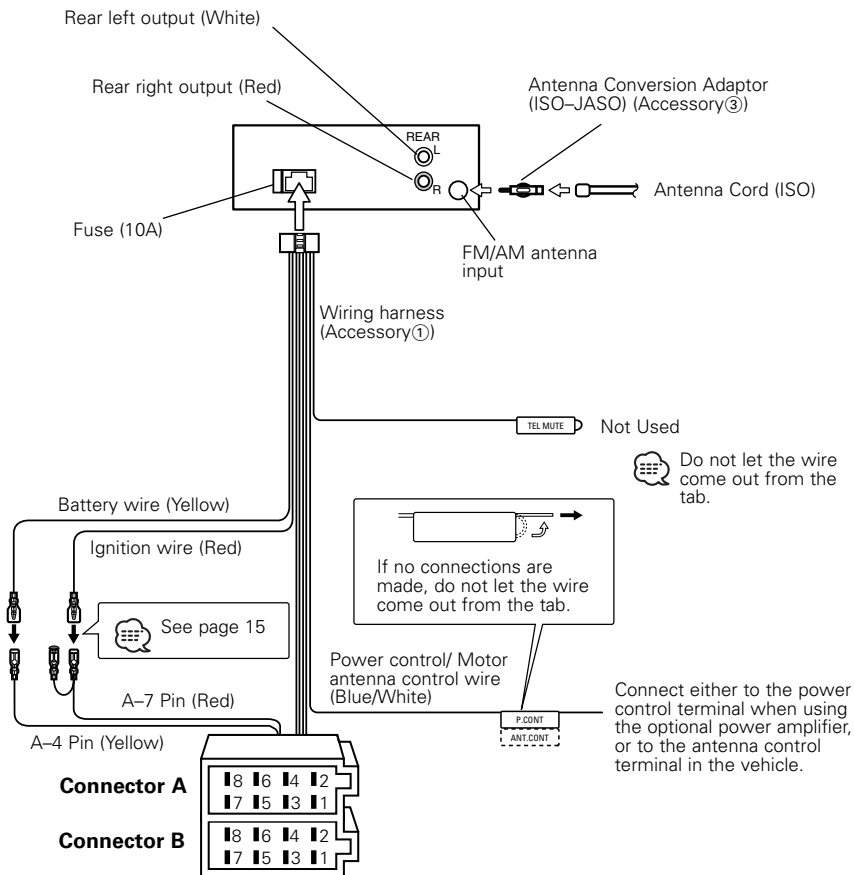 Rear left output (White)
Rear right output (Red)
Antenna Conversion Adaptor
(ISO–JASO) (Accessory③)
REAR
L
R
Antenna Cord (ISO)
Fuse (10A)
FM/AM antenna
input
Wiring harness
(Accessory①)
TEL MUTE
Not Used
Do not let the wire
come out from the
tab.
Battery wire (Yellow)
Ignition wire (Red)
If no connections are
made, do not let the wire
come out from the tab.
See page 15
Power control/ Motor
antenna control wire
(Blue/White)
A–7 Pin (Red)
P.CONT
ANT.CONT
Connect either to the power
control terminal when using
the optional power amplifier,
or to the antenna control
terminal in the vehicle.
A–4 Pin (Yellow)
Connector A
8 6 4 2
7 5 3 1
Connector B
8 6 4 2
7 5 3 1